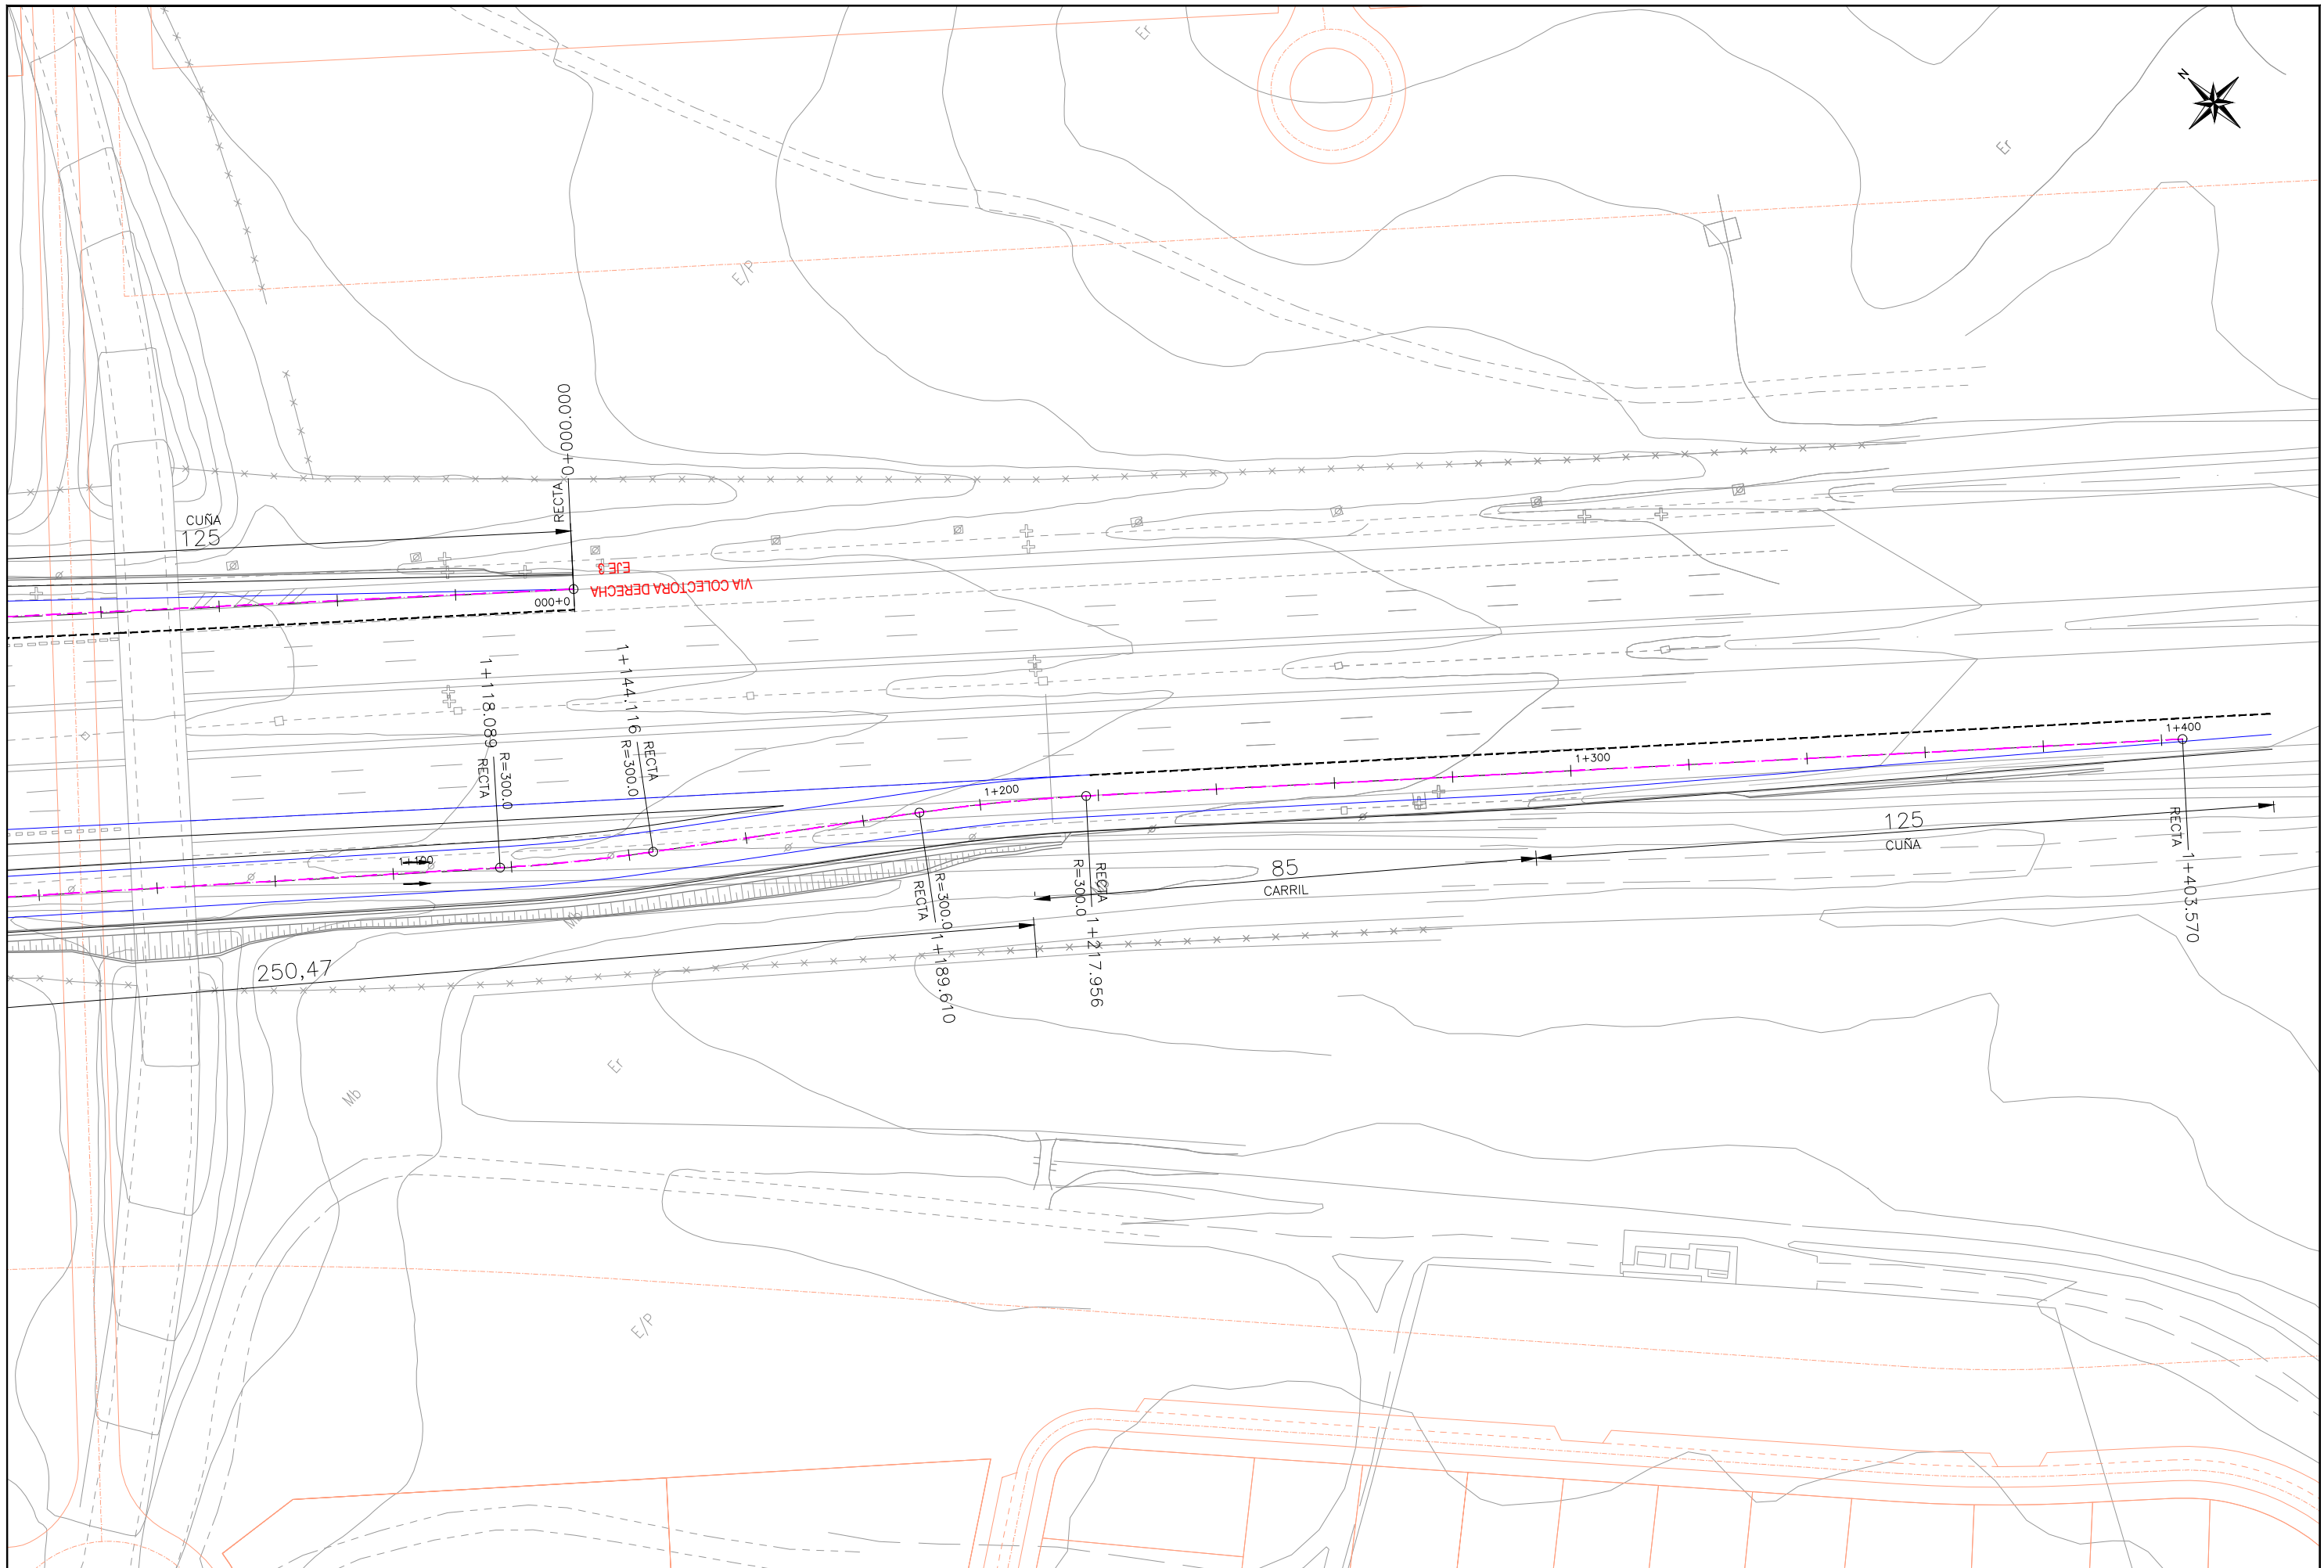 Er
N
Er
E/P
0+000.000
RECTA
CUÑA
125
EJE 3
VIA COLECTORA DERECHA
0+000
1+118.089
RECTA
R=300.0
1+144.116
R=300.0
RECTA
1+100
1+200
1+300
1+400
RECTA
R=300.0
1+189.610
R=300.0
RECTA
1+217.956
85
CARRIL
125
CUÑA
RECTA
1+403.570
250,47
Mb
Er
Mb
E/P